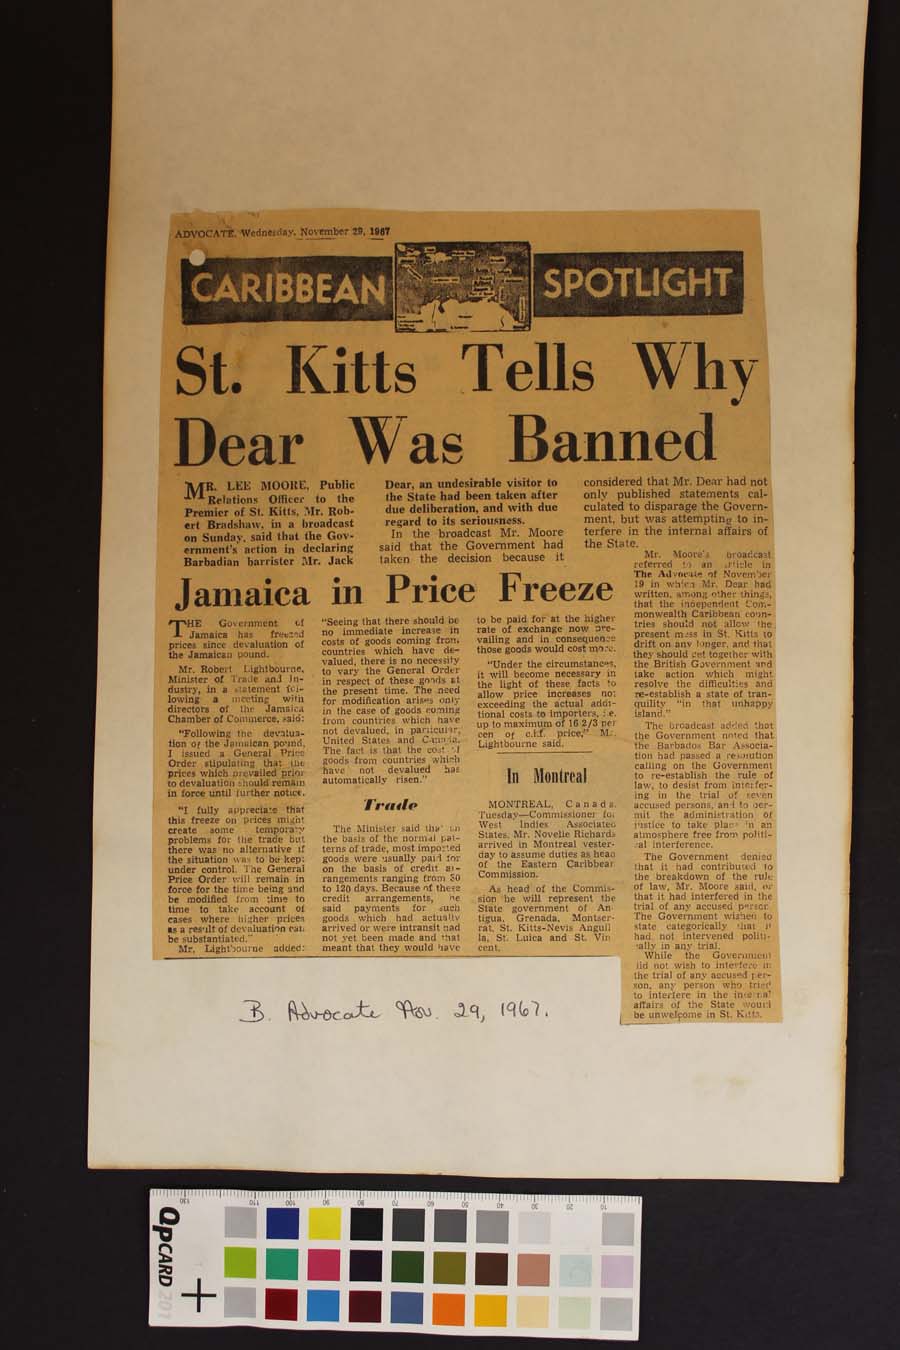 ADVOCATE, Wednesday, November 29, 1967
CARIBBEAN SPOTLIGHT
St. Kitts Tells Why
Dear Was Banned
MR. LEE MOORE, Public
Relations Officer to the
Premier of St. Kitts, Mr. Rob-
ert Bradshaw, in a broadcast
on Sunday, said that the Gov-
ernment's action in declaring
Barbadian barrister Mr. Jack
Dear, an undesirable visitor to
the State had been taken after
due deliberation, and with due
regard to its seriousness.
In the broadcast Mr. Moore
said that the Government had
taken the decision because it
considered that Mr. Dear had not
only published statements cal-
culated to disparage the Govern-
ment, but was attempting to in-
terfere in the internal affairs of
the State.
Mr. Moore's broadcast
referred to an article in
The Advocate of November
19 in which Mr. Dear had
written, among other things,
that the independent Com-
monwealth Caribbean coun-
tries should not allow the
present mess in St. Kitts to
drift on any longer, and that
they should get together with
the British Government and
take action which might
resolve the difficulties and
re-establish a state of tran-
quility "in that unhappy
island."
The broadcast added that
the Government noted that
the Barbados Bar Associa-
tion had passed a resolution
calling on the Government
to re-establish the rule of
law, to desist from interfer-
ing in the trial of seven
accused persons, and to per-
mit the administration of
justice to take place in an
atmosphere free from politi-
cal interference.
The Government denied
that it had contributed to
the breakdown of the rule
of law, Mr. Moore said, or
that it had interfered in the
trial of any accused person.
The Government wished to
state categorically that it
had not intervened politi-
cally in any trial.
While the Government
did not wish to interfere in
the trial of any accused per-
son, any person who tried
to interfere in the internal
affairs of the State would
be unwelcome in St. Kitts.
Jamaica in Price Freeze
THE Government of
Jamaica has freezed
prices since devaluation of
the Jamaican pound.
Mr. Robert Lightbourne,
Minister of Trade and In-
dustry, in a statement fol-
lowing a meeting with
directors of the Jamaica
Chamber of Commerce, said:
"Following the devalua-
tion of the Jamaican pound,
I issued a General Price
Order stipulating that the
prices which prevailed prior
to devaluation should remain
in force until further notice.
"I fully appreciate that
this freeze on prices might
create some temporary
problems for the trade but
there was no alternative if
the situation was to be kept
under control. The General
Price Order will remain in
force for the time being and
be modified from time to
time to take account of
cases where higher prices
as a result of devaluation can
be substantiated."
Mr. Lightbourne added:
"Seeing that there should be
no immediate increase in
costs of goods coming from
countries which have de-
valued, there is no necessity
to vary the General Order
in respect of these goods at
the present time. The need
for modification arises only
in the case of goods coming
from countries which have
not devalued, in particular,
United States and Canada.
The fact is that the cost of
goods from countries which
have not devalued has
automatically risen."
Trade
The Minister said that on
the basis of the normal pat-
terns of trade, most imported
goods were usually paid for
on the basis of credit ar-
rangements ranging from 30
to 120 days. Because of these
credit arrangements, he
said payments for such
goods which had actually
arrived or were intransit had
not yet been made and that
meant that they would have
to be paid for at the higher
rate of exchange now pre-
vailing and in consequence
those goods would cost more.
"Under the circumstances,
it will become necessary in
the light of these facts to
allow price increases not
exceeding the actual addi-
tional costs to importers, i.e.
up to maximum of 16 2/3 per
cen of c.i.f. price," Mr.
Lightbourne said.
In Montreal
MONTREAL, Canada,
Tuesday—Commissioner for
West Indies Associated
States, Mr. Novelle Richards
arrived in Montreal yester-
day to assume duties as head
of the Eastern Caribbean
Commission.
As head of the Commis-
sion he will represent the
State government of An-
tigua, Grenada, Montser-
rat, St. Kitts-Nevis Anguil
la, St. Lucia and St. Vin
cent.
B. Advocate Nov. 29, 1967.
QPCARD 201